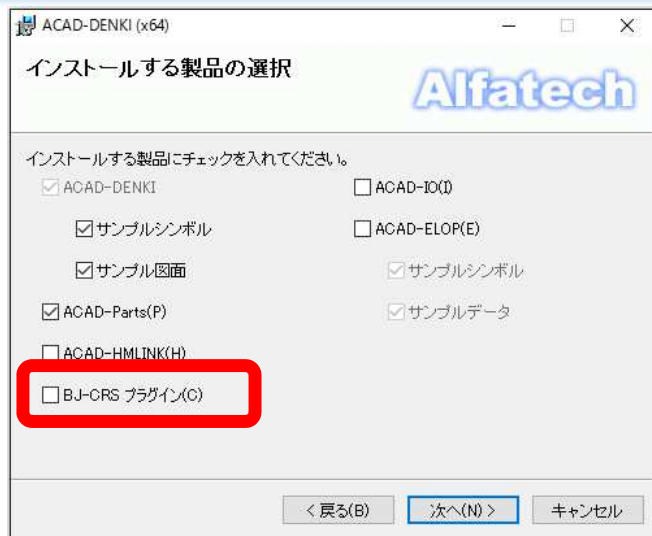 ACAD-DENKI (x64)
インストールする製品の選択
Alfatech
インストールする製品にチェックを入れてください。
ACAD-DENKI
サンプルシンボル
サンプル図面
ACAD-Parts(P)
ACAD-HMLINK(H)
BJ-CRS プラグイン(C)
ACAD-IO(I)
ACAD-ELOP(E)
サンプルシンボル
サンプルデータ
< 戻る(B)
次へ(N) >
キャンセル